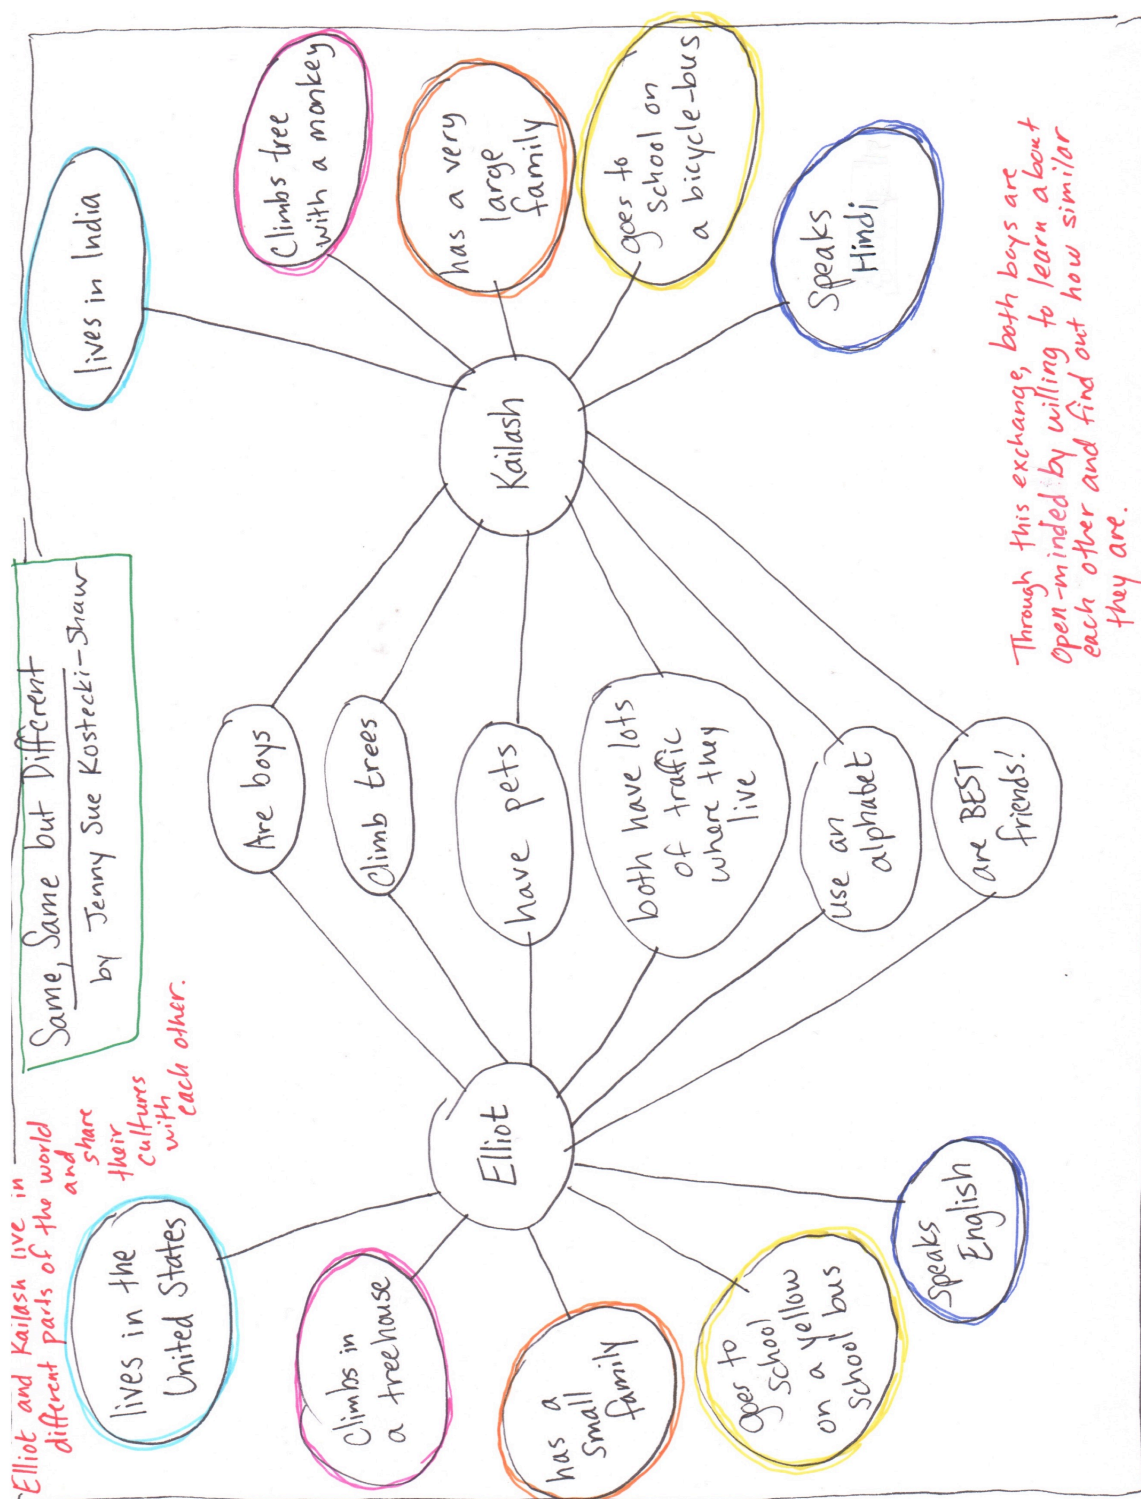 Same, Same but Different
by Jenny Sue Kostecki-Shaw
Elliot and Kailash live in
different parts of the world
and
share
their
cultures
with
each other.
lives in the
United States
Climbs in
a treehouse
has a
small
family
goes to
school
on a yellow
school bus
speaks
English
Elliot
Are boys
Climb trees
have pets
both have lots
of traffic
where they
live
use an
alphabet
are BEST
friends!
Kailash
lives in India
Climbs tree
with a monkey
has a very
large
family
goes to
school on
a bicycle-bus
Speaks
Hindi
Through this exchange, both boys are
Open-minded by willing to learn about
each other and find out how similar
they are.